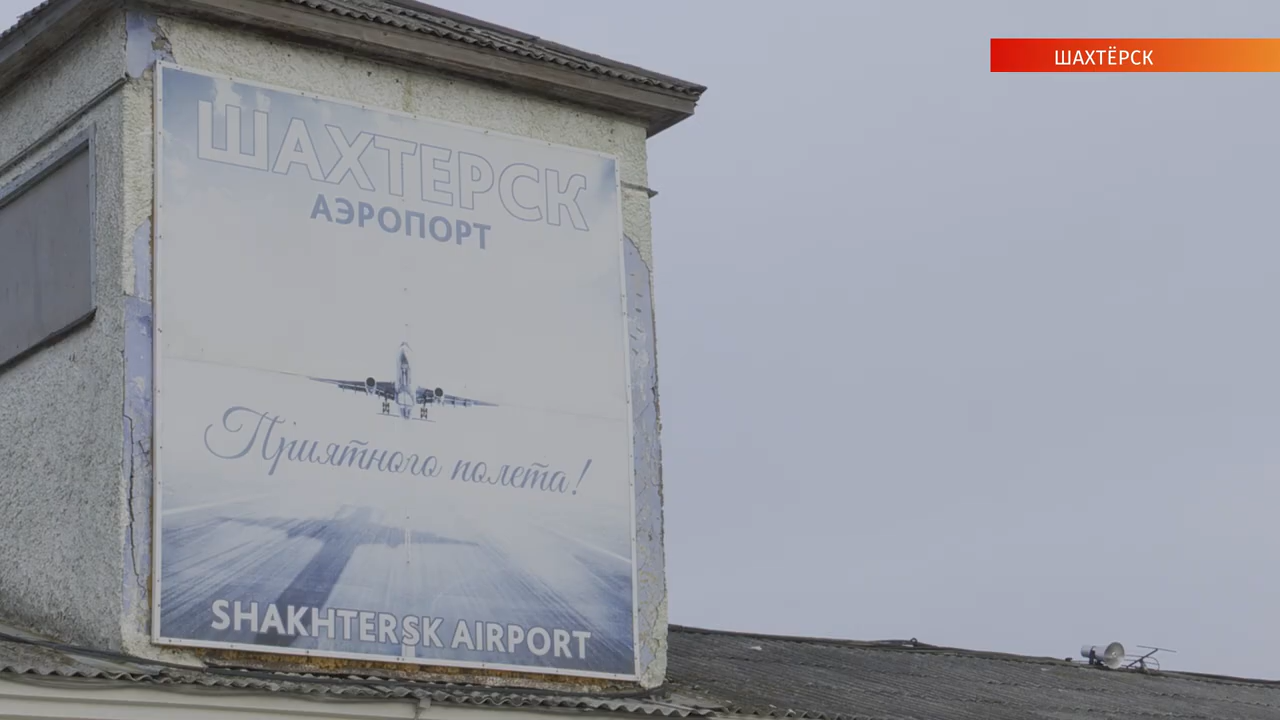 ШАХТЁРСК
ШАХТЕРСК
АЭРОПОРТ
Приятного полета!
SHAKHTERSK AIRPORT